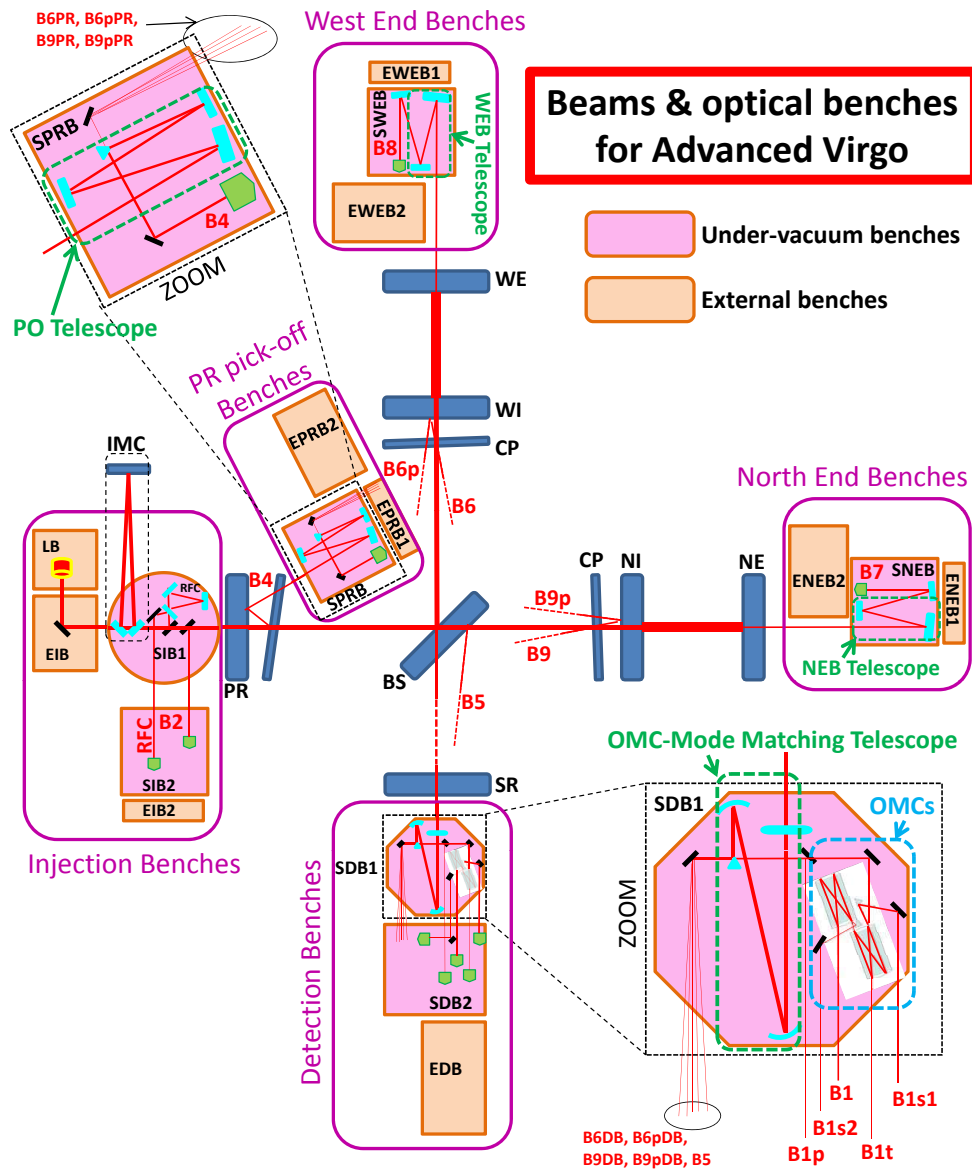 B6PR, B6pPR,
B9PR, B9pPR
West End Benches
EWEB1
SWEB
B8
WEB Telescope
EWEB2
Beams & optical benches
for Advanced Virgo
Under-vacuum benches
External benches
SPRB
B4
ZOOM
PO Telescope
WE
PR pick-off
Benches
EPRB2
WI
CP
B6p
B6
EPRB1
SPRB
IMC
LB
EIB
RFC
SIB1
B4
PR
RFC
B2
SIB2
EIB2
Injection Benches
BS
B5
B9p
B9
CP
NI
NE
North End Benches
ENEB2
SNEB
B7
ENEB1
NEB Telescope
SR
SDB1
SDB2
EDB
Detection Benches
OMC-Mode Matching Telescope
SDB1
OMCs
ZOOM
B1
B1s1
B1s2
B1p
B1t
B6DB, B6pDB,
B9DB, B9pDB, B5